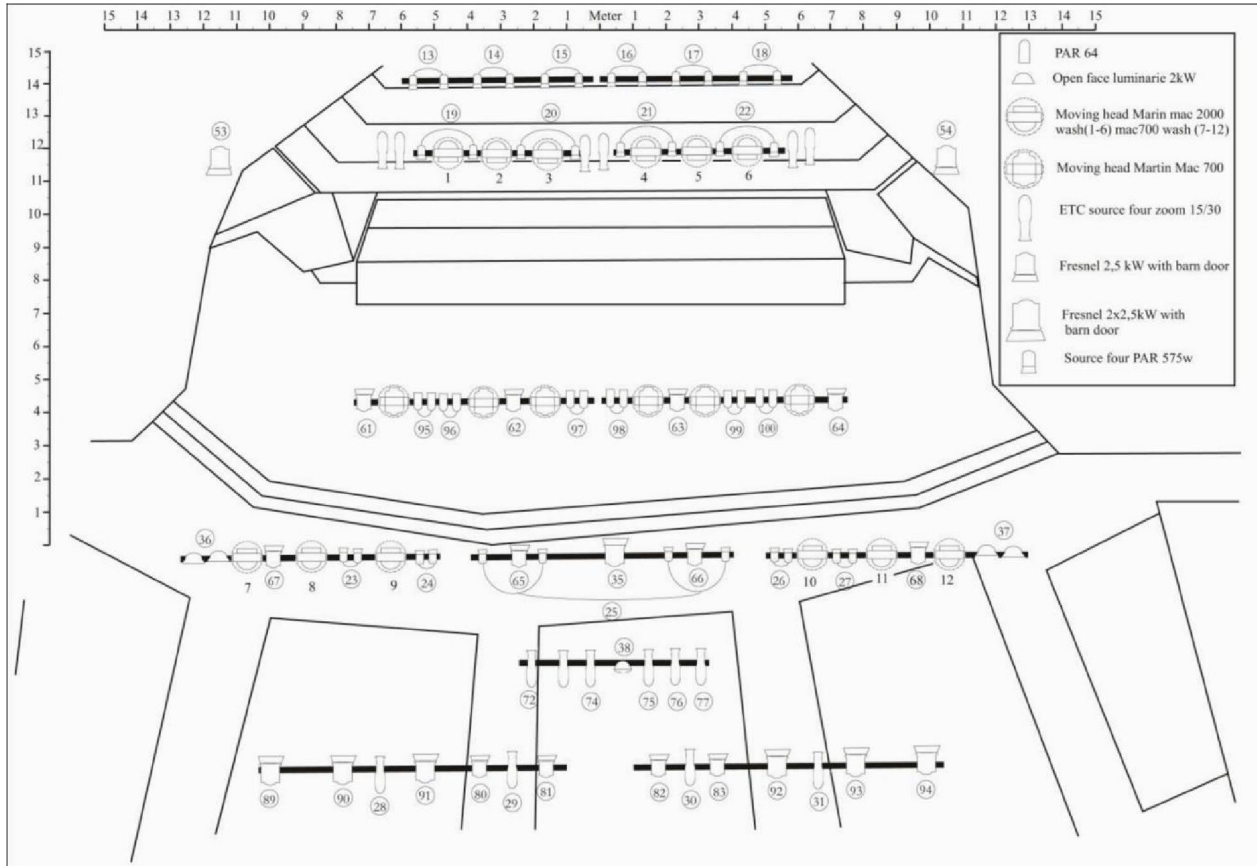 15 14 13 12 11 10 9 8 7 6 5 4 3 2 1 Meter 1 2 3 4 5 6 7 8 9 10 11 12 13 14 15
15
14
13
12
11
10
9
8
7
6
5
4
3
2
1
13 14 15 16 17 18
53 19 20 21 22 54
1 2 3 4 5 6
61 95 96 62 97 98 63 99 100 64
36 37
67 23 24 65 35 66 26 27 68
7 8 9 10 11 12
25
38
72 74 75 76 77
89 90 28 91 80 29 81 82 30 83 92 31 93 94
PAR 64
Open face luminarie 2kW
Moving head Marin mac 2000
wash(1-6) mac700 wash (7-12)
Moving head Martin Mac 700
ETC source four zoom 15/30
Fresnel 2,5 kW with barn door
Fresnel 2x2,5kW with
barn door
Source four PAR 575w